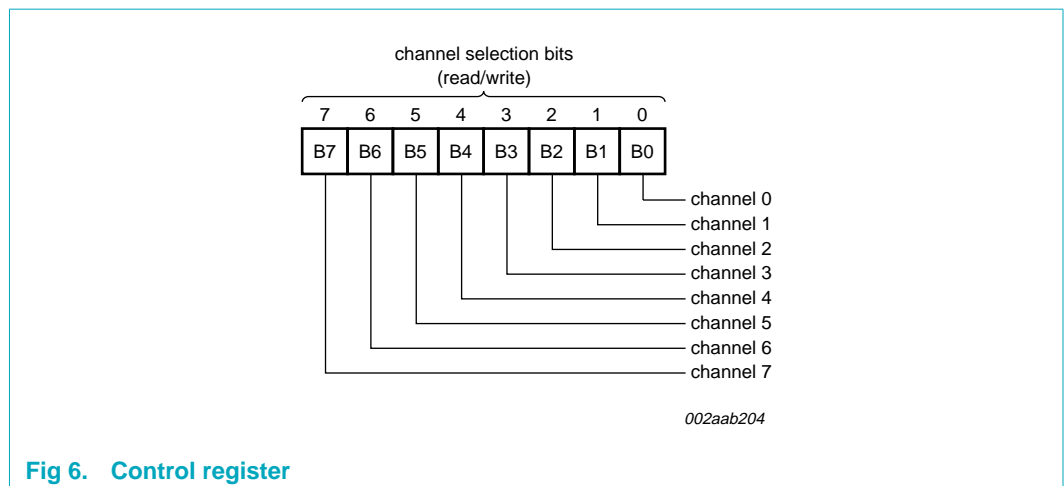 channel selection bits
(read/write)
7 6 5 4 3 2 1 0
B7 B6 B5 B4 B3 B2 B1 B0
channel 0
channel 1
channel 2
channel 3
channel 4
channel 5
channel 6
channel 7
002aab204
Fig 6. Control register